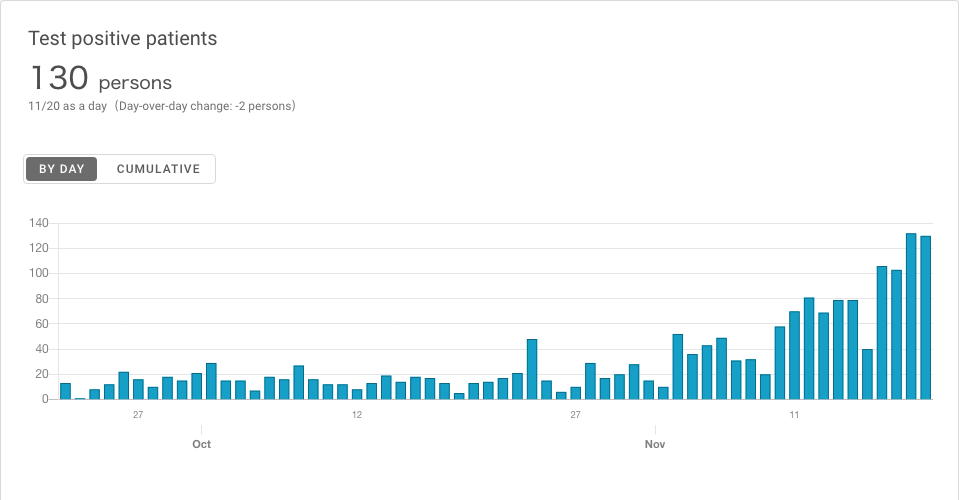 Test positive patients
130 persons
11/20 as a day（Day-over-day change: -2 persons）
BY DAY CUMULATIVE
140
120
100
80
60
40
20
0
27 12 27 11
Oct Nov